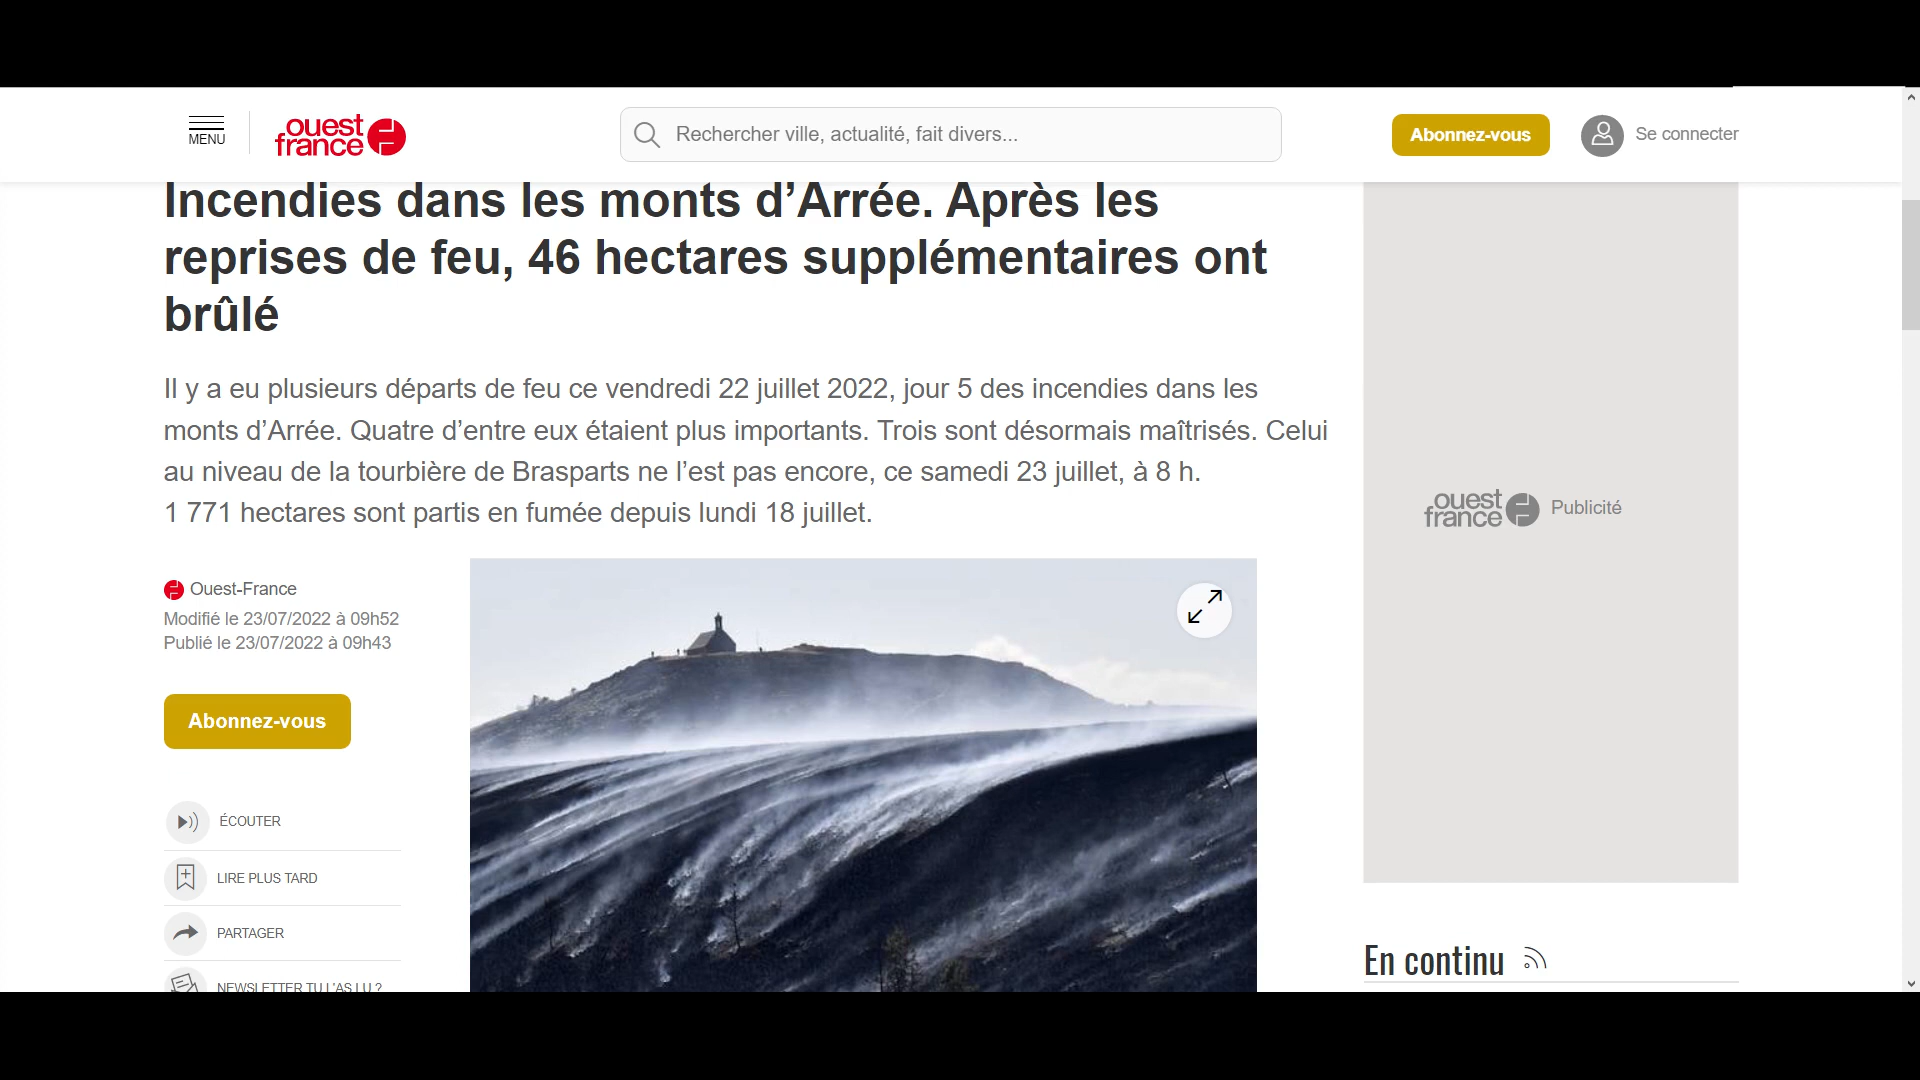 MENU
ouest
france
Rechercher ville, actualité, fait divers...
Abonnez-vous
Se connecter
Incendies dans les monts d’Arrée. Après les
reprises de feu, 46 hectares supplémentaires ont
brûlé
Il y a eu plusieurs départs de feu ce vendredi 22 juillet 2022, jour 5 des incendies dans les
monts d’Arrée. Quatre d’entre eux étaient plus importants. Trois sont désormais maîtrisés. Celui
au niveau de la tourbière de Brasparts ne l’est pas encore, ce samedi 23 juillet, à 8 h.
1 771 hectares sont partis en fumée depuis lundi 18 juillet.
Ouest-France
Modifié le 23/07/2022 à 09h52
Publié le 23/07/2022 à 09h43
Abonnez-vous
ÉCOUTER
LIRE PLUS TARD
PARTAGER
NEWSLETTER TU L'AS LU ?
ouest
france
Publicité
En continu